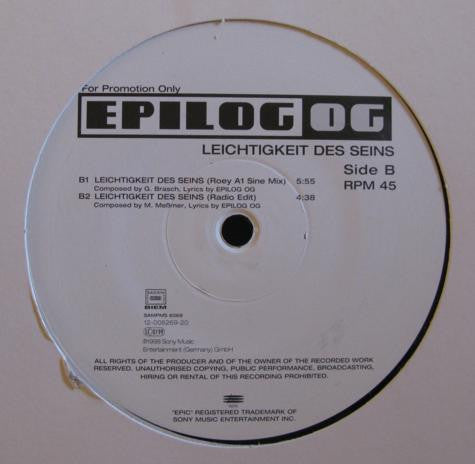 For Promotion Only
EPILOG OG
LEICHTIGKEIT DES SEINS
Side B
RPM 45
B1 LEICHTIGKEIT DES SEINS (Roey A1 Sine Mix) 5:55
Composed by G. Brasch, Lyrics by EPILOG OG
B2 LEICHTIGKEIT DES SEINS (Radio Edit) 4:38
Composed by M. Meßmer, Lyrics by EPILOG OG
BIEM
SAMPMS 6069
12-006269-20
℗1998 Sony Music
Entertainment (Germany) GmbH
ALL RIGHTS OF THE PRODUCER AND OF THE OWNER OF THE RECORDED WORK
RESERVED. UNAUTHORISED COPYING, PUBLIC PERFORMANCE, BROADCASTING,
HIRING OR RENTAL OF THIS RECORDING PROHIBITED.
"EPIC" REGISTERED TRADEMARK OF
SONY MUSIC ENTERTAINMENT INC.